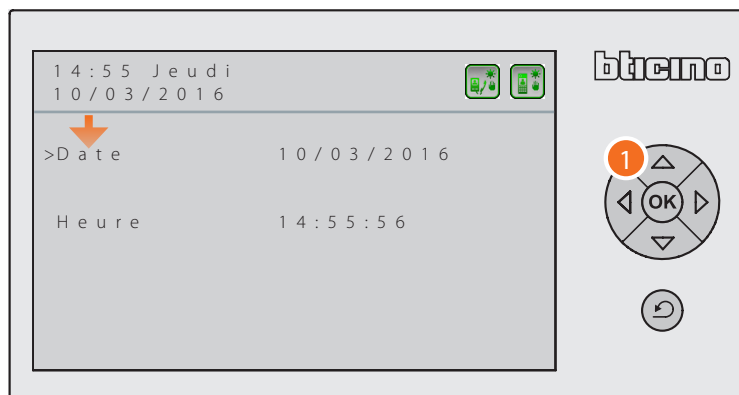 14:55 Jeudi
10/03/2016
bticino
>Date 10/03/2016
Heure 14:55:56
1
OK